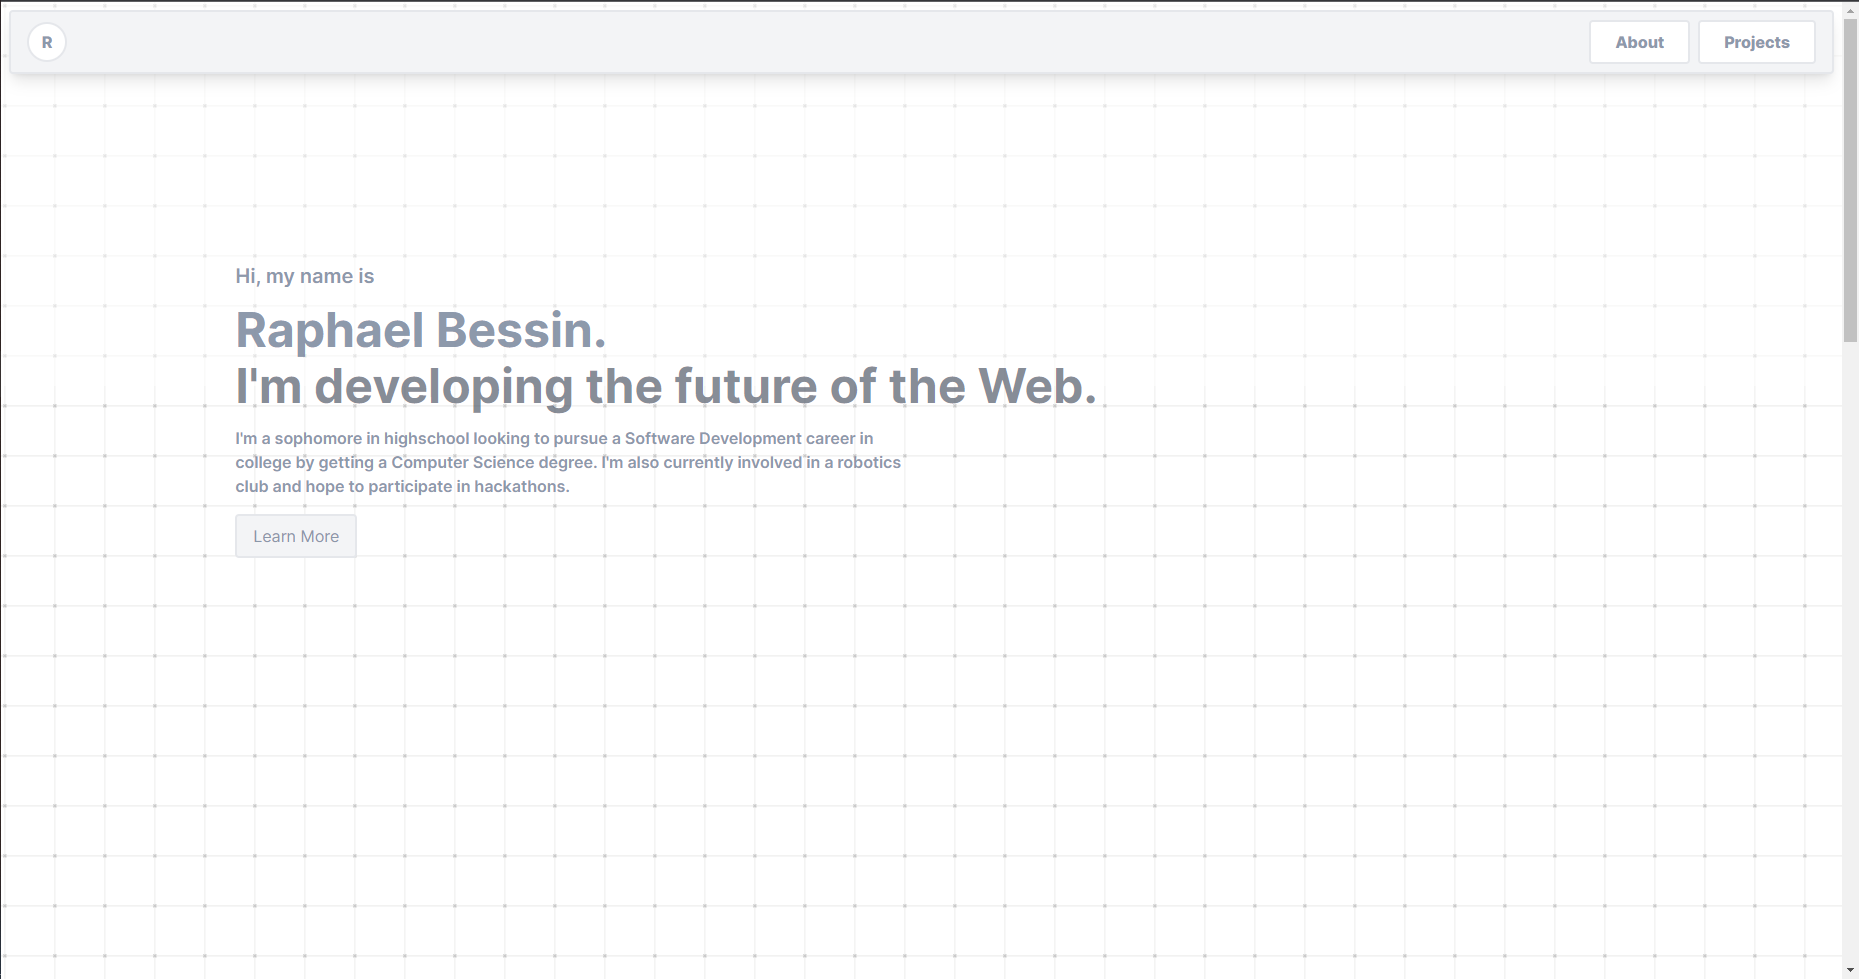 R
About
Projects
Hi, my name is
Raphael Bessin.
I'm developing the future of the Web.
I'm a sophomore in highschool looking to pursue a Software Development career in
college by getting a Computer Science degree. I'm also currently involved in a robotics
club and hope to participate in hackathons.
Learn More